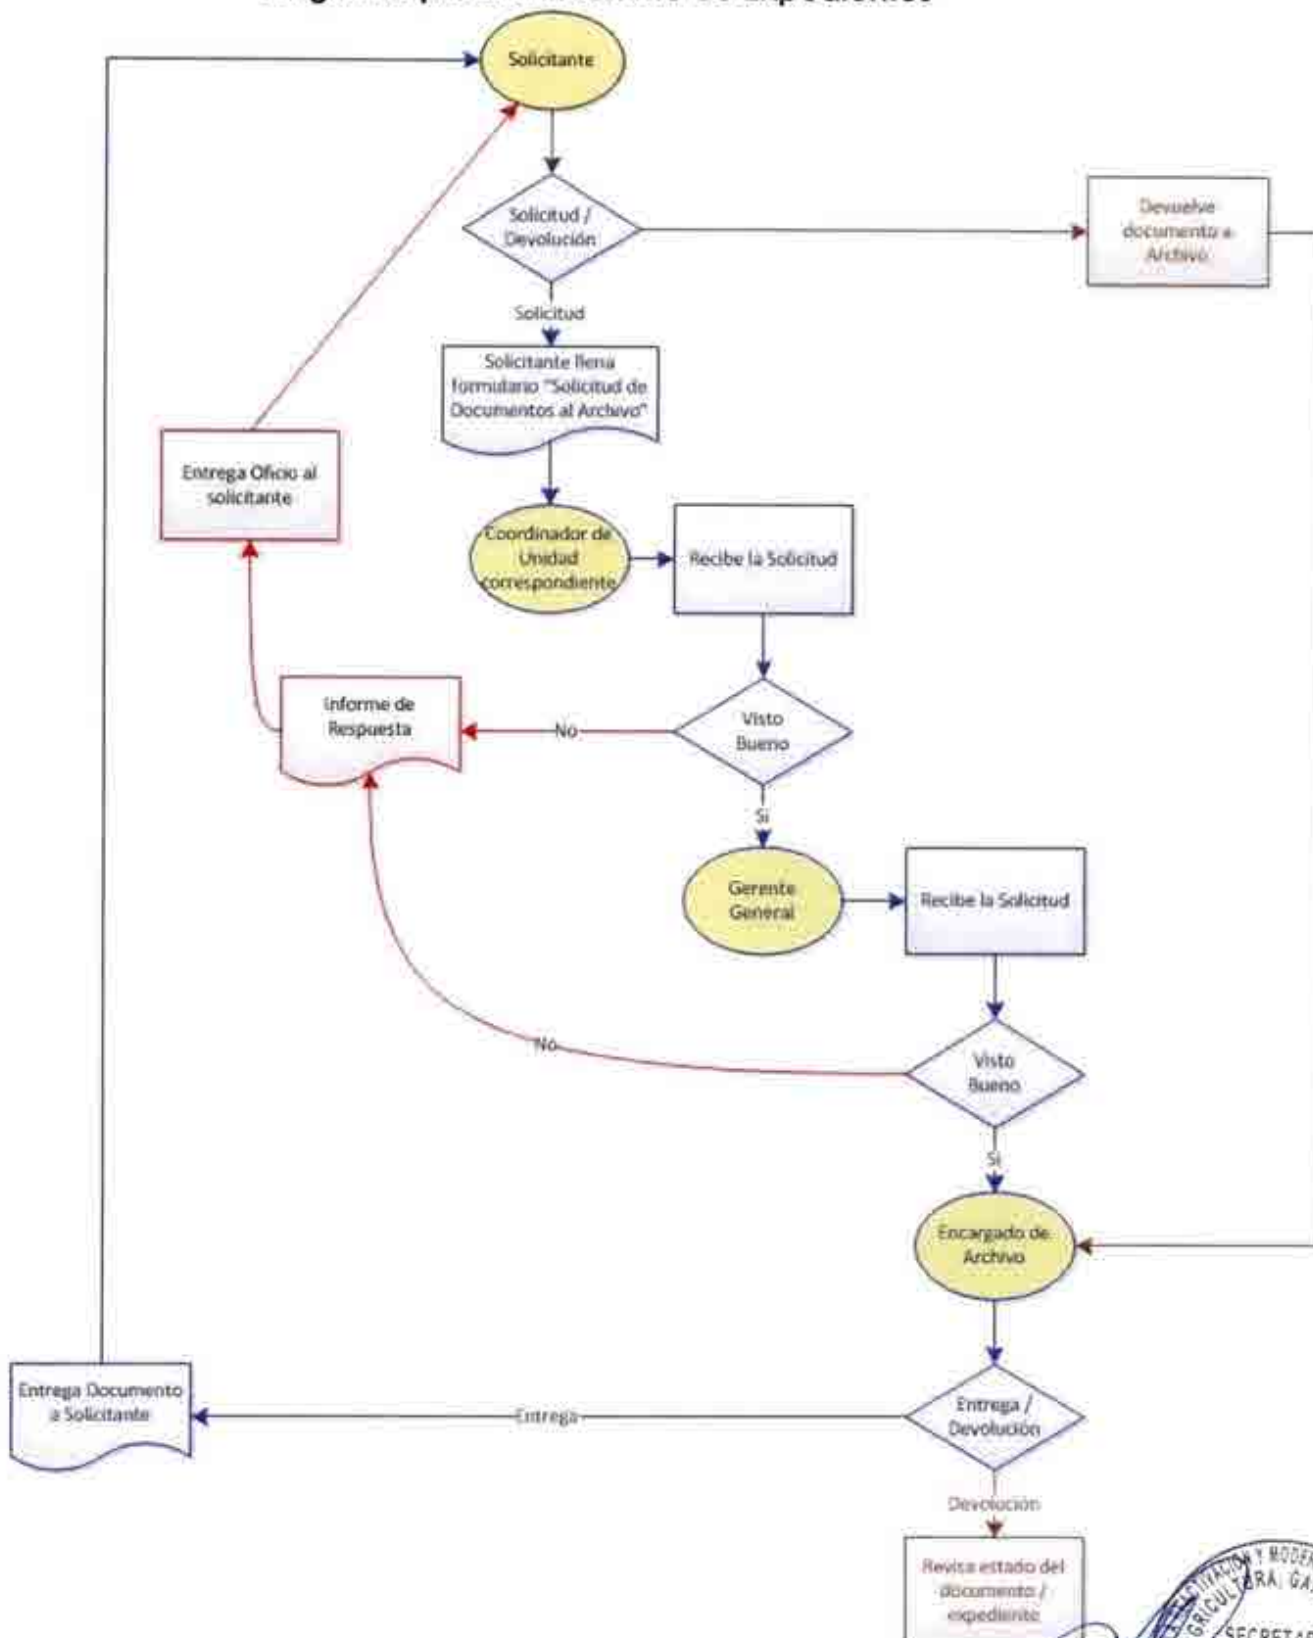 Solicitante
Solicitud /
Devolución
Devuelve
documento a
Archivo
Solicitud
Solicitante llena
formulario "Solicitud de
Documentos al Archivo"
Entrega Oficio al
solicitante
Coordinador de
Unidad
correspondiente
Recibe la Solicitud
Informe de
Respuesta
No
Visto
Bueno
Si
Gerente
General
Recibe la Solicitud
No
Visto
Bueno
Si
Encargado de
Archivo
Entrega Documento
a Solicitante
Entrega
Entrega /
Devolución
Devolución
Revisa estado del
documento /
expediente